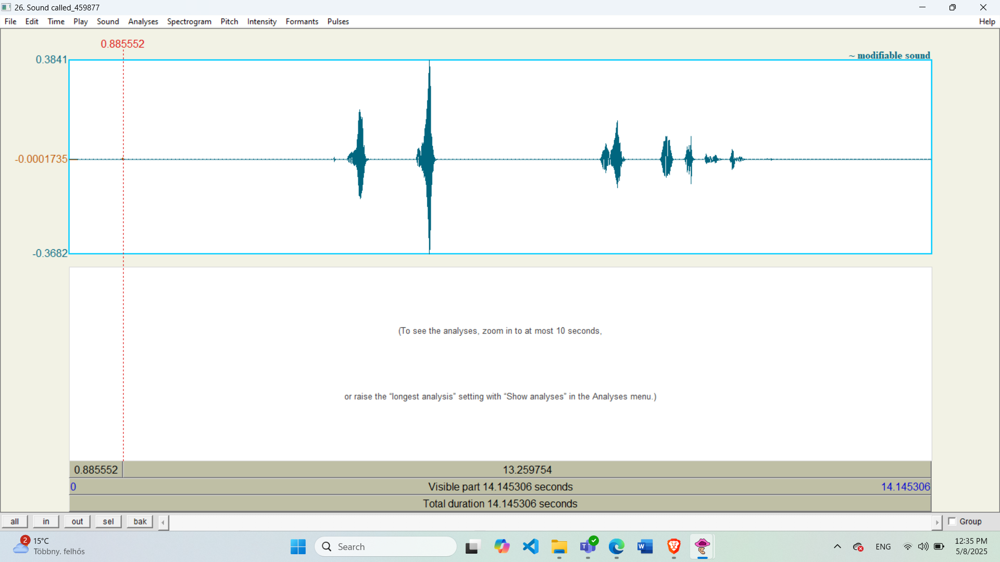 26. Sound called_459877
File Edit Time Play Sound Analyses Spectrogram Pitch Intensity Formants Pulses Help
0.885552
0.3841
~ modifiable sound
-0.0001735
-0.3682
(To see the analyses, zoom in to at most 10 seconds,
or raise the “longest analysis” setting with “Show analyses” in the Analyses menu.)
0.885552 13.259754
0 Visible part 14.145306 seconds 14.145306
Total duration 14.145306 seconds
all in out sel bak Group
2 15°C Search ENG 12:35 PM
Többny. felhős 5/8/2025